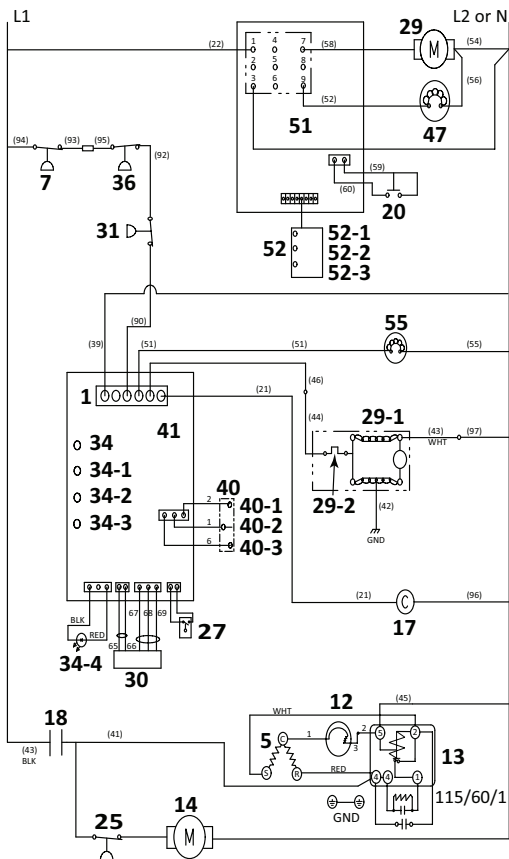 L1 L2 or N
(22) 1 4 7 (58) 29 M (54)
2 5 8
3 6 9 (52) (56)
51 47
(94) (93) (95) (92)
7 36
(59)
(60) 20
31
52 52-1
52-2
52-3
(39) (90) (51) (51) 55 (55)
1 (21) (46)
41 (44) 29-1 (43) (97)
WHT
34
34-1
34-2
34-3
29-2 (42)
GND
2 40 40-1
1 40-2
6 40-3
(21) C (96)
17
BLK RED 67 68 69
65 66 27
34-4 30
12 (45)
WHT
18 5 C 1 2 3 5 2 13
(43) (41)
BLK
S R RED 4 4 1
GND 115/60/1
14
25 M